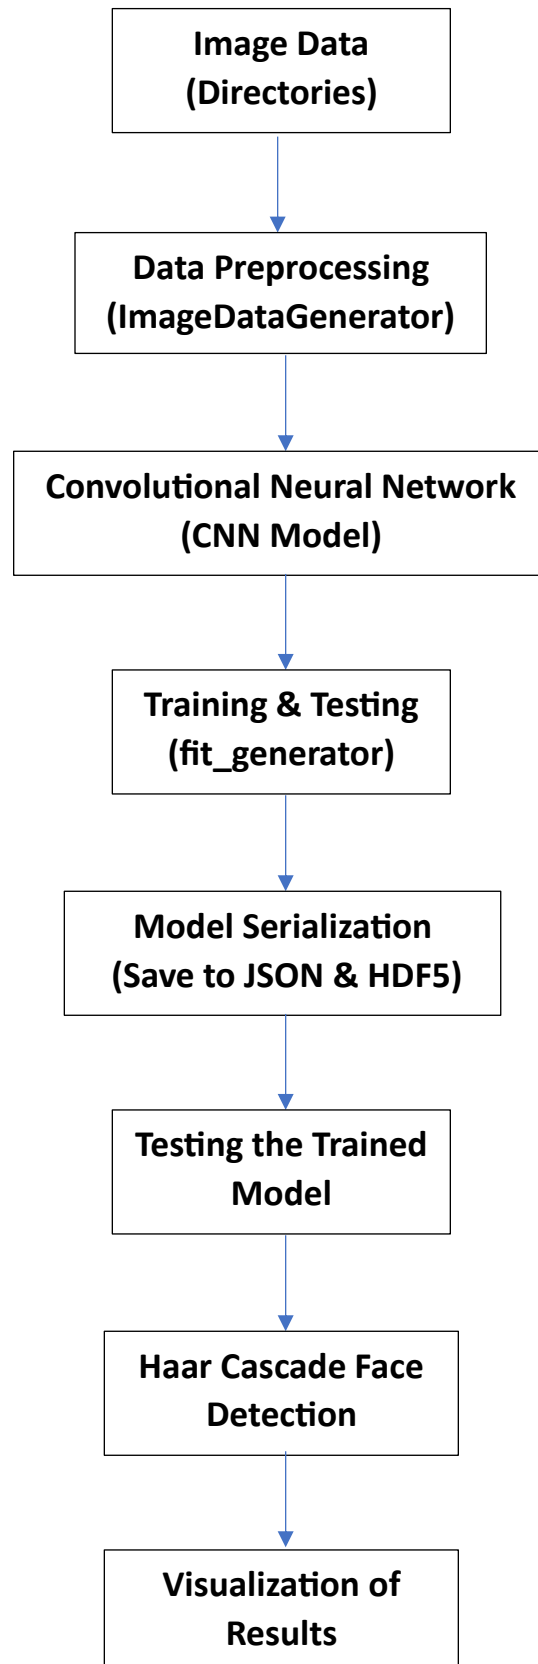 Image Data
(Directories)
Data Preprocessing
(ImageDataGenerator)
Convolutional Neural Network
(CNN Model)
Training & Testing
(fit_generator)
Model Serialization
(Save to JSON & HDF5)
Testing the Trained
Model
Haar Cascade Face
Detection
Visualization of
Results